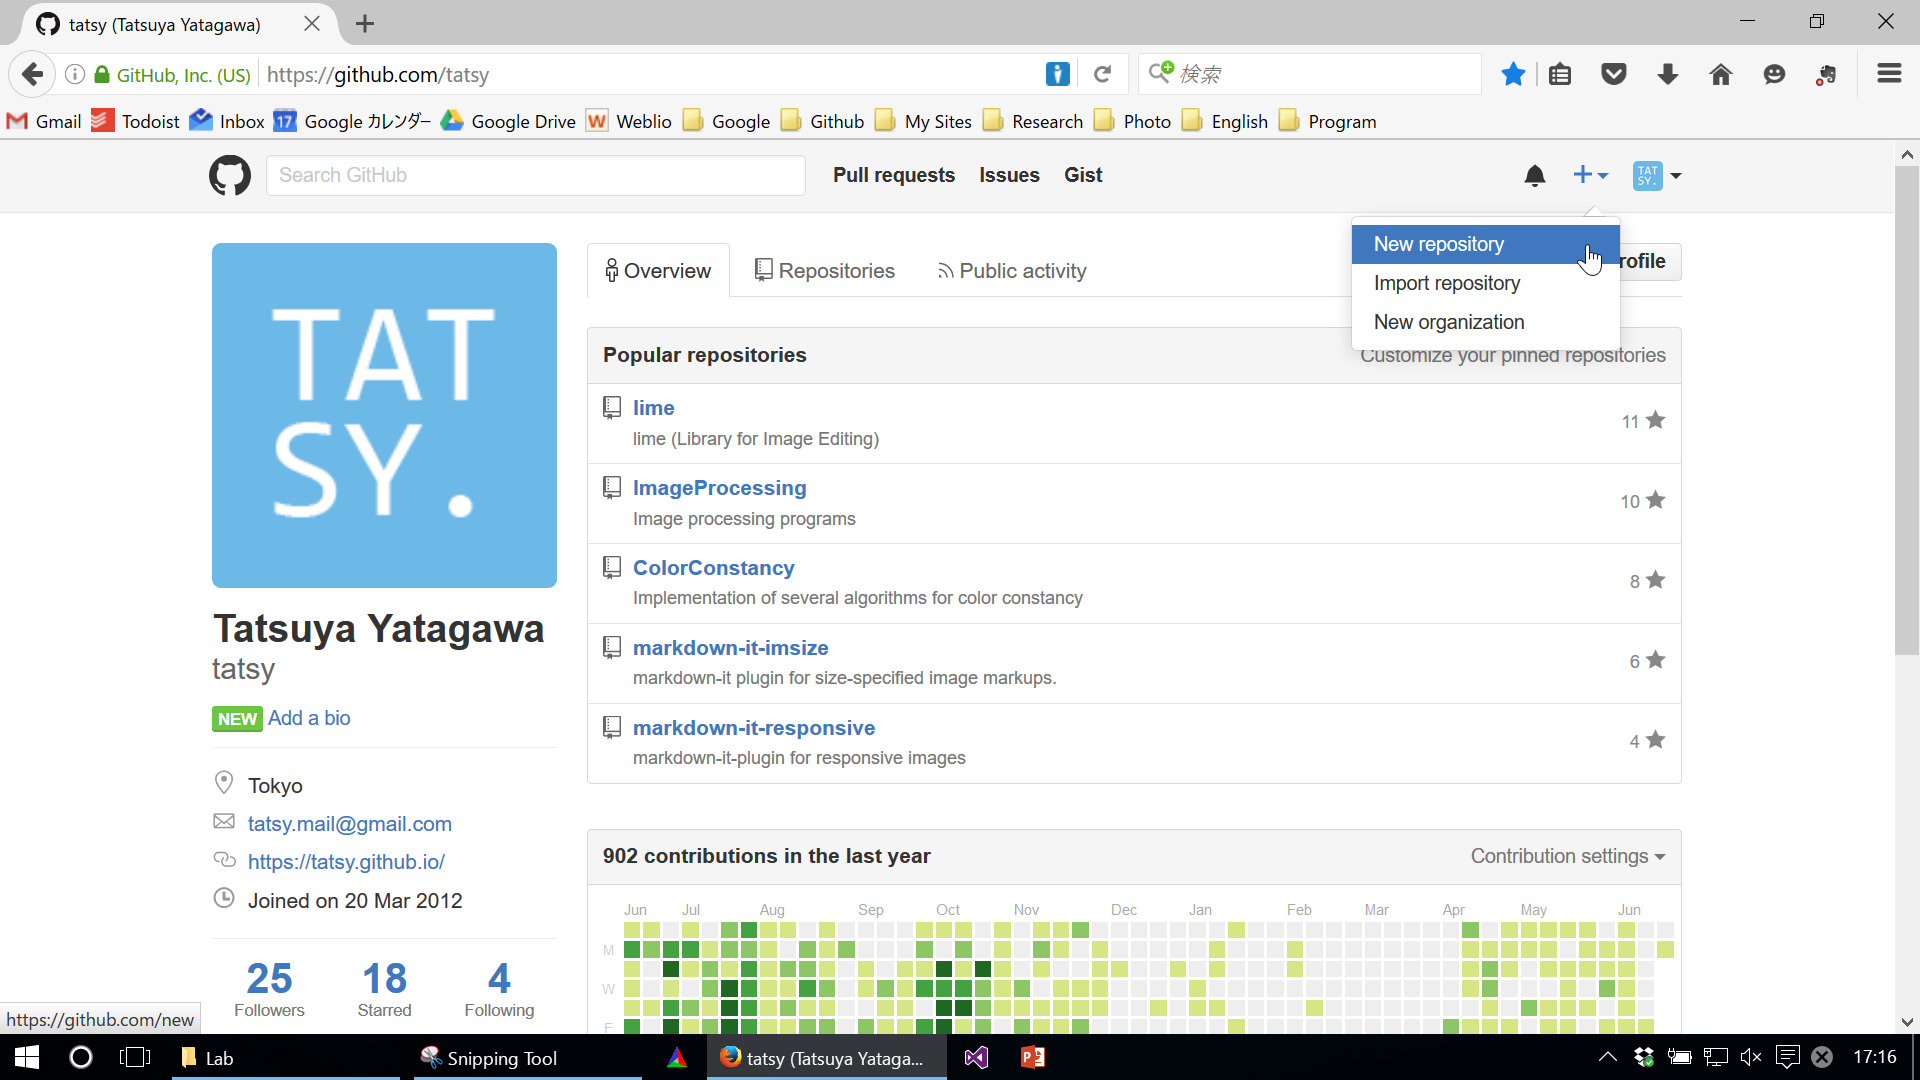 tatsy (Tatsuya Yatagawa)
GitHub, Inc. (US) https://github.com/tatsy 検索
Gmail Todoist Inbox 17 Google カレンダー Google Drive W Weblio Google Github My Sites Research Photo English Program
Search GitHub Pull requests Issues Gist TAT SY.
New repository
Import repository
New organization
rofile
Overview Repositories Public activity
TAT
SY.
Popular repositories Customize your pinned repositories
lime
lime (Library for Image Editing) 11
ImageProcessing
Image processing programs 10
ColorConstancy
Implementation of several algorithms for color constancy 8
markdown-it-imsize
markdown-it plugin for size-specified image markups. 6
markdown-it-responsive
markdown-it-plugin for responsive images 4
Tatsuya Yatagawa
tatsy
NEW Add a bio
Tokyo
tatsy.mail@gmail.com
https://tatsy.github.io/
Joined on 20 Mar 2012
25 Followers
18 Starred
4 Following
902 contributions in the last year Contribution settings
Jun Jul Aug Sep Oct Nov Dec Jan Feb Mar Apr May Jun
M
W
F
https://github.com/new
Lab Snipping Tool tatsy (Tatsuya Yataga... 17:16